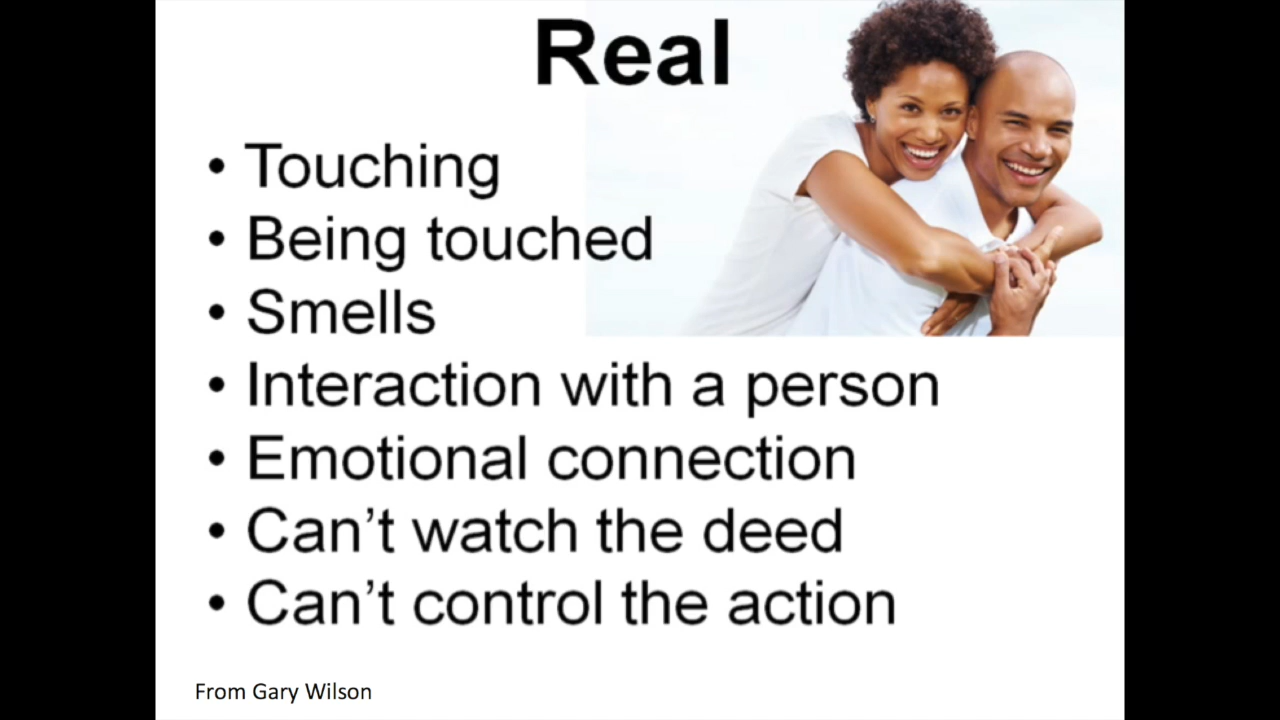 Real
• Touching
• Being touched
• Smells
• Interaction with a person
• Emotional connection
• Can’t watch the deed
• Can’t control the action
From Gary Wilson